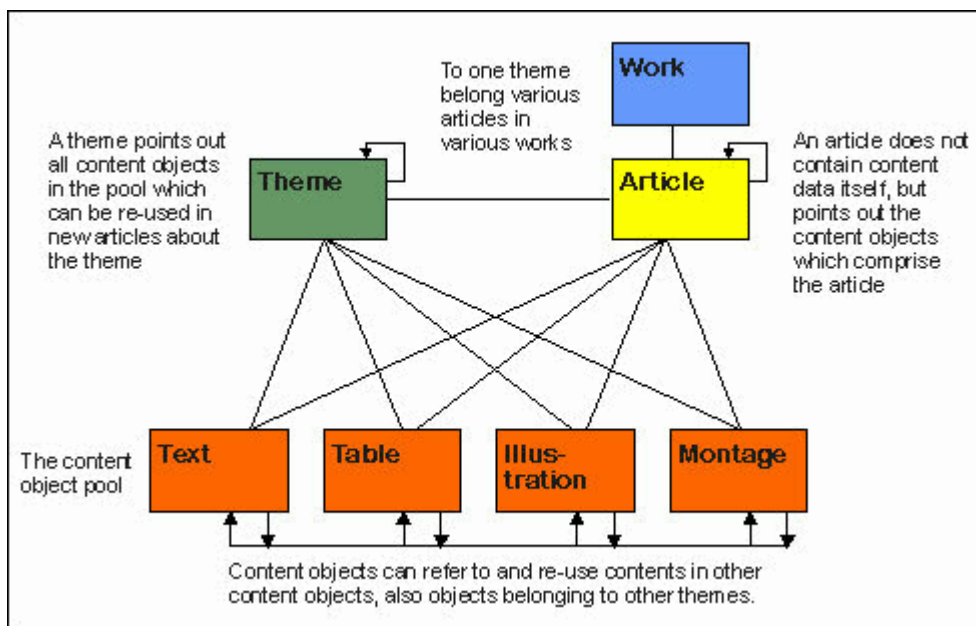 Work
To one theme
belong various
articles in
various works
A theme points out
all content objects
in the pool which
can be re-used in
new articles about
the theme
Theme
Article
An article does not
contain content
data itself, but
points out the
content objects
which comprise
the article
The content
object pool
Text
Table
Illus-
tration
Montage
Content objects can refer to and re-use contents in other
content objects, also objects belonging to other themes.